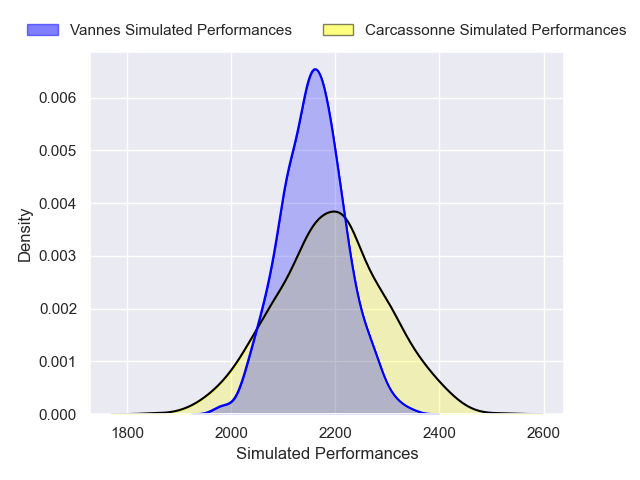 Vannes Simulated Performances Carcassonne Simulated Performances
0.006
0.005
0.004
0.003
0.002
0.001
0.000
Density
1800 2000 2200 2400 2600
Simulated Performances